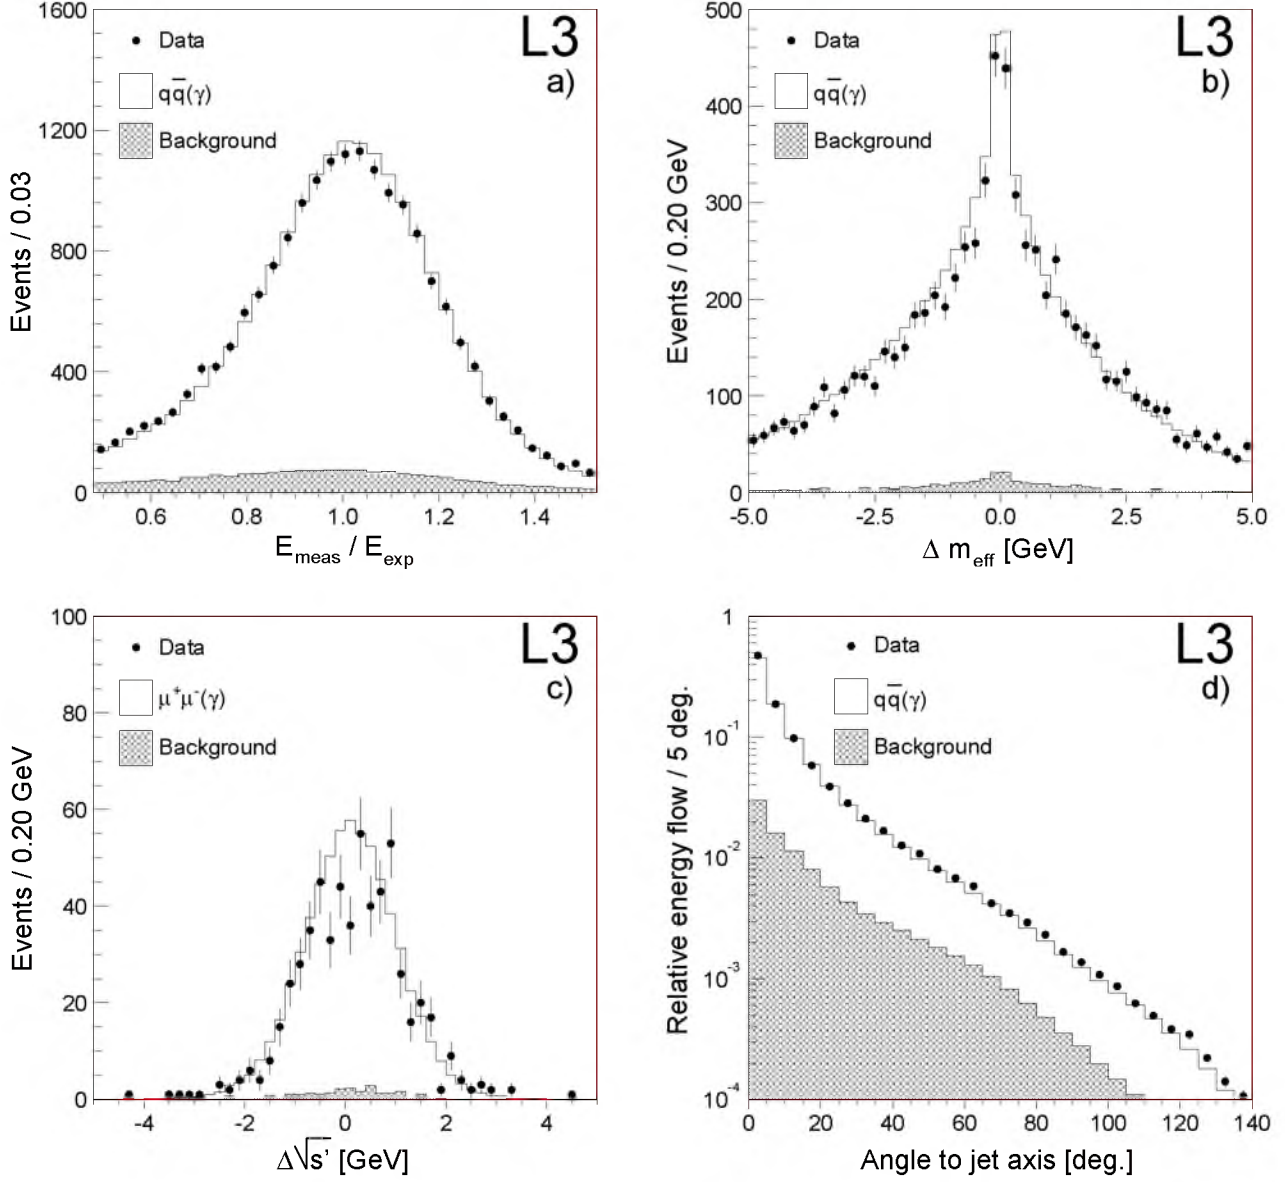 1600
1200
800
400
0
Events / 0.03
L3
a)
Data
qq̅(γ)
Background
0.6 0.8 1.0 1.2 1.4
E_meas / E_exp
500
400
300
200
100
0
Events / 0.20 GeV
L3
b)
Data
qq̅(γ)
Background
-5.0 -2.5 0.0 2.5 5.0
Δ m_eff [GeV]
100
80
60
40
20
0
Events / 0.20 GeV
L3
c)
Data
μ⁺μ⁻(γ)
Background
-4 -2 0 2 4
Δ√s’ [GeV]
1
10⁻¹
10⁻²
10⁻³
10⁻⁴
Relative energy flow / 5 deg.
L3
d)
Data
qq̅(γ)
Background
0 20 40 60 80 100 120 140
Angle to jet axis [deg.]